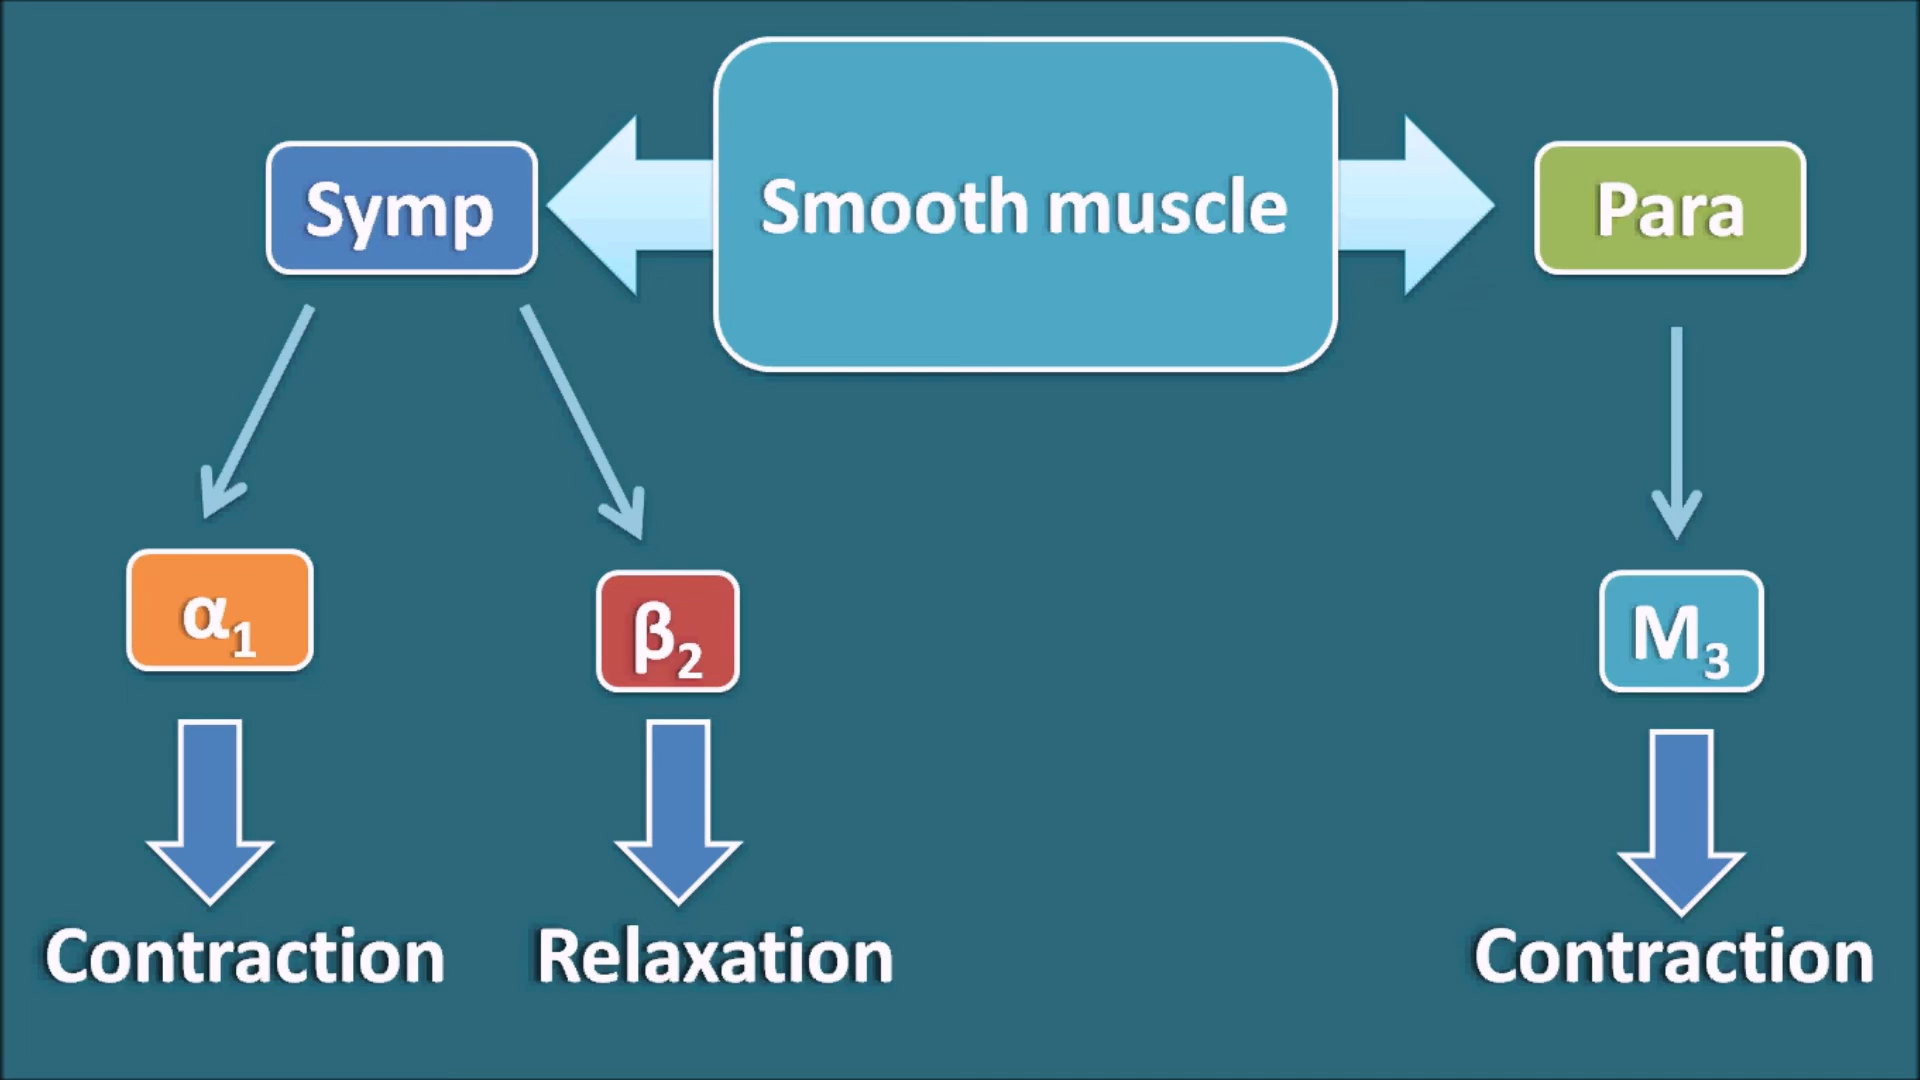 Smooth muscle
Symp
Para
α₁
β₂
M₃
Contraction
Relaxation
Contraction